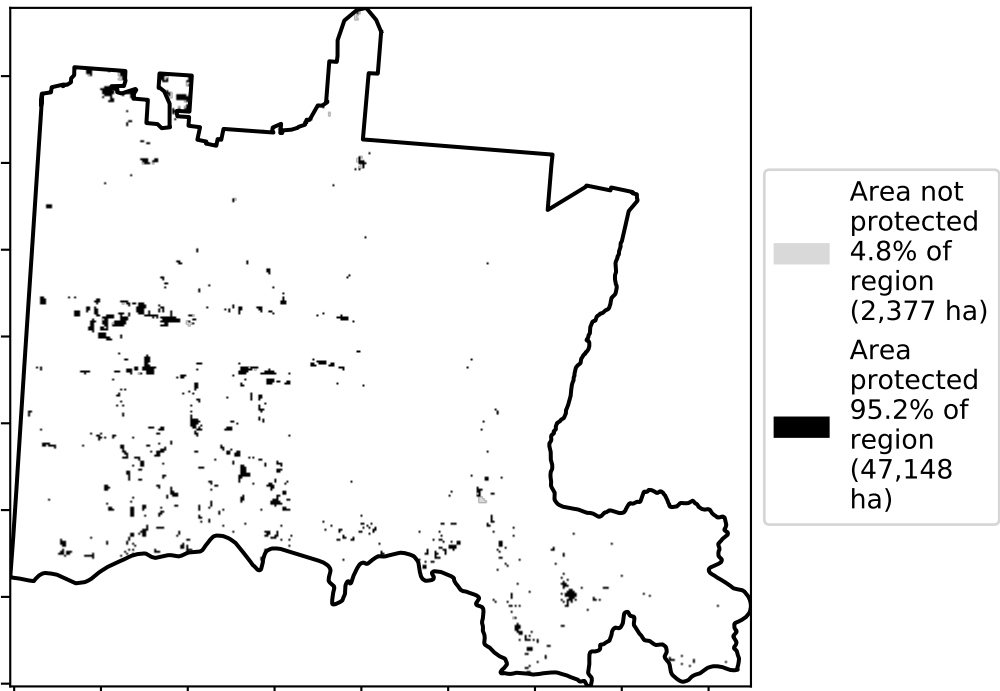 Area not
protected
4.8% of
region
(2,377 ha)
Area
protected
95.2% of
region
(47,148
ha)